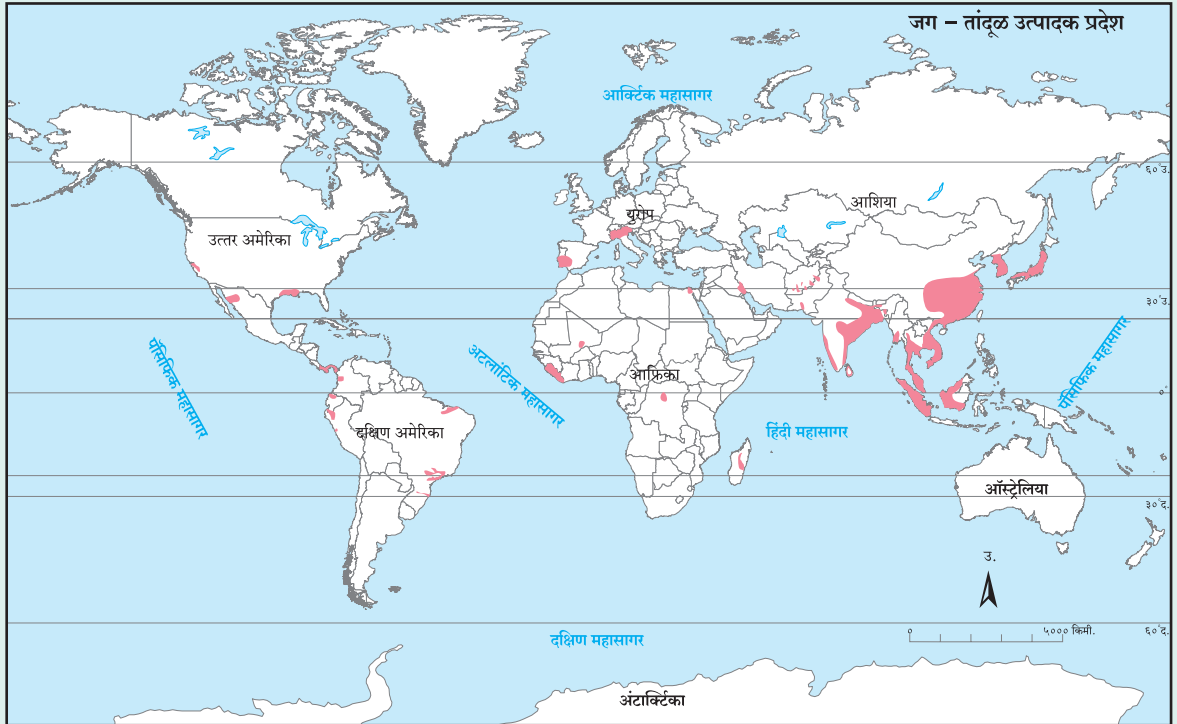 जग – तांदूळ उत्पादक प्रदेश
आर्क्टिक महासागर
६०°उ.
आशिया
युरोप
उत्तर अमेरिका
३०°उ.
पॅसिफिक महासागर
अटलांटिक महासागर
आफ्रिका
पॅसिफिक महासागर
०°
हिंदी महासागर
दक्षिण अमेरिका
ऑस्ट्रेलिया
३०°द.
उ.
० ५००० किमी.
६०°द.
दक्षिण महासागर
अंटार्क्टिका